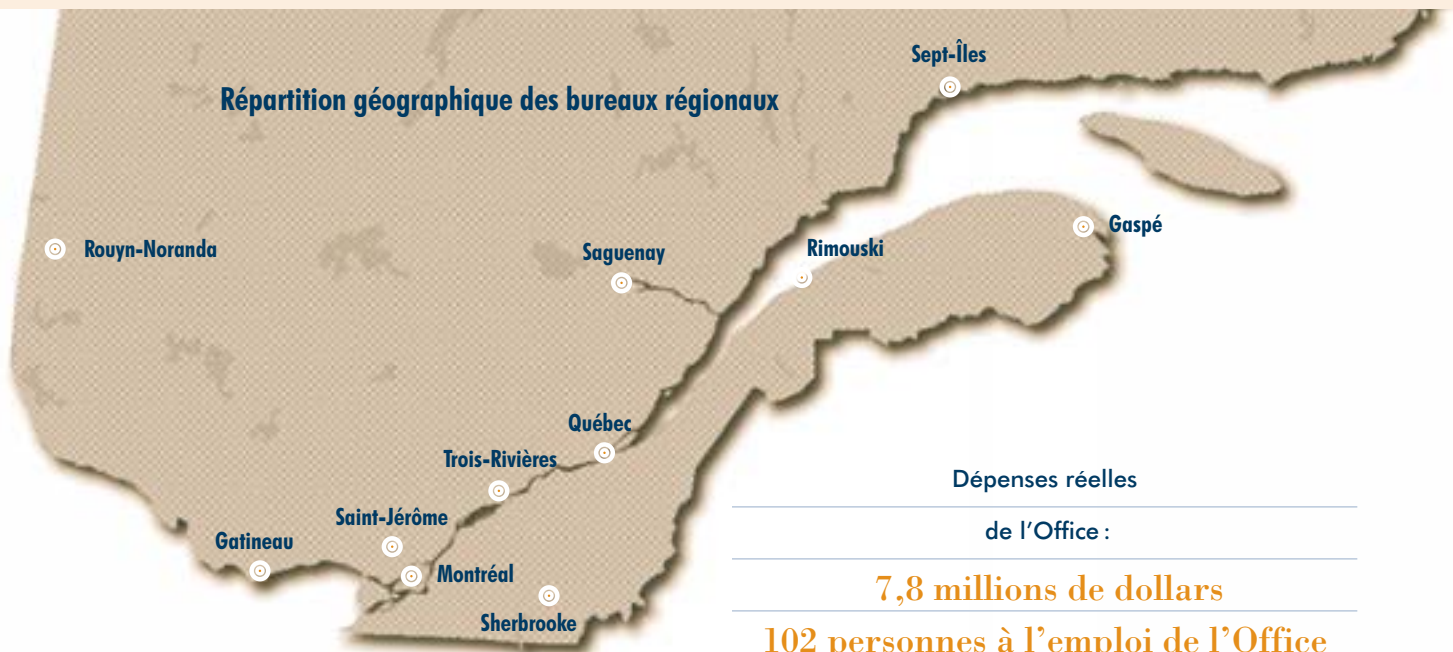 Sept-Îles
Répartition géographique des bureaux régionaux
Gaspé
Rouyn-Noranda
Saguenay
Rimouski
Québec
Trois-Rivières
Saint-Jérôme
Gatineau
Montréal
Sherbrooke
Dépenses réelles
de l'Office :
7,8 millions de dollars
102 personnes à l'emploi de l'Office